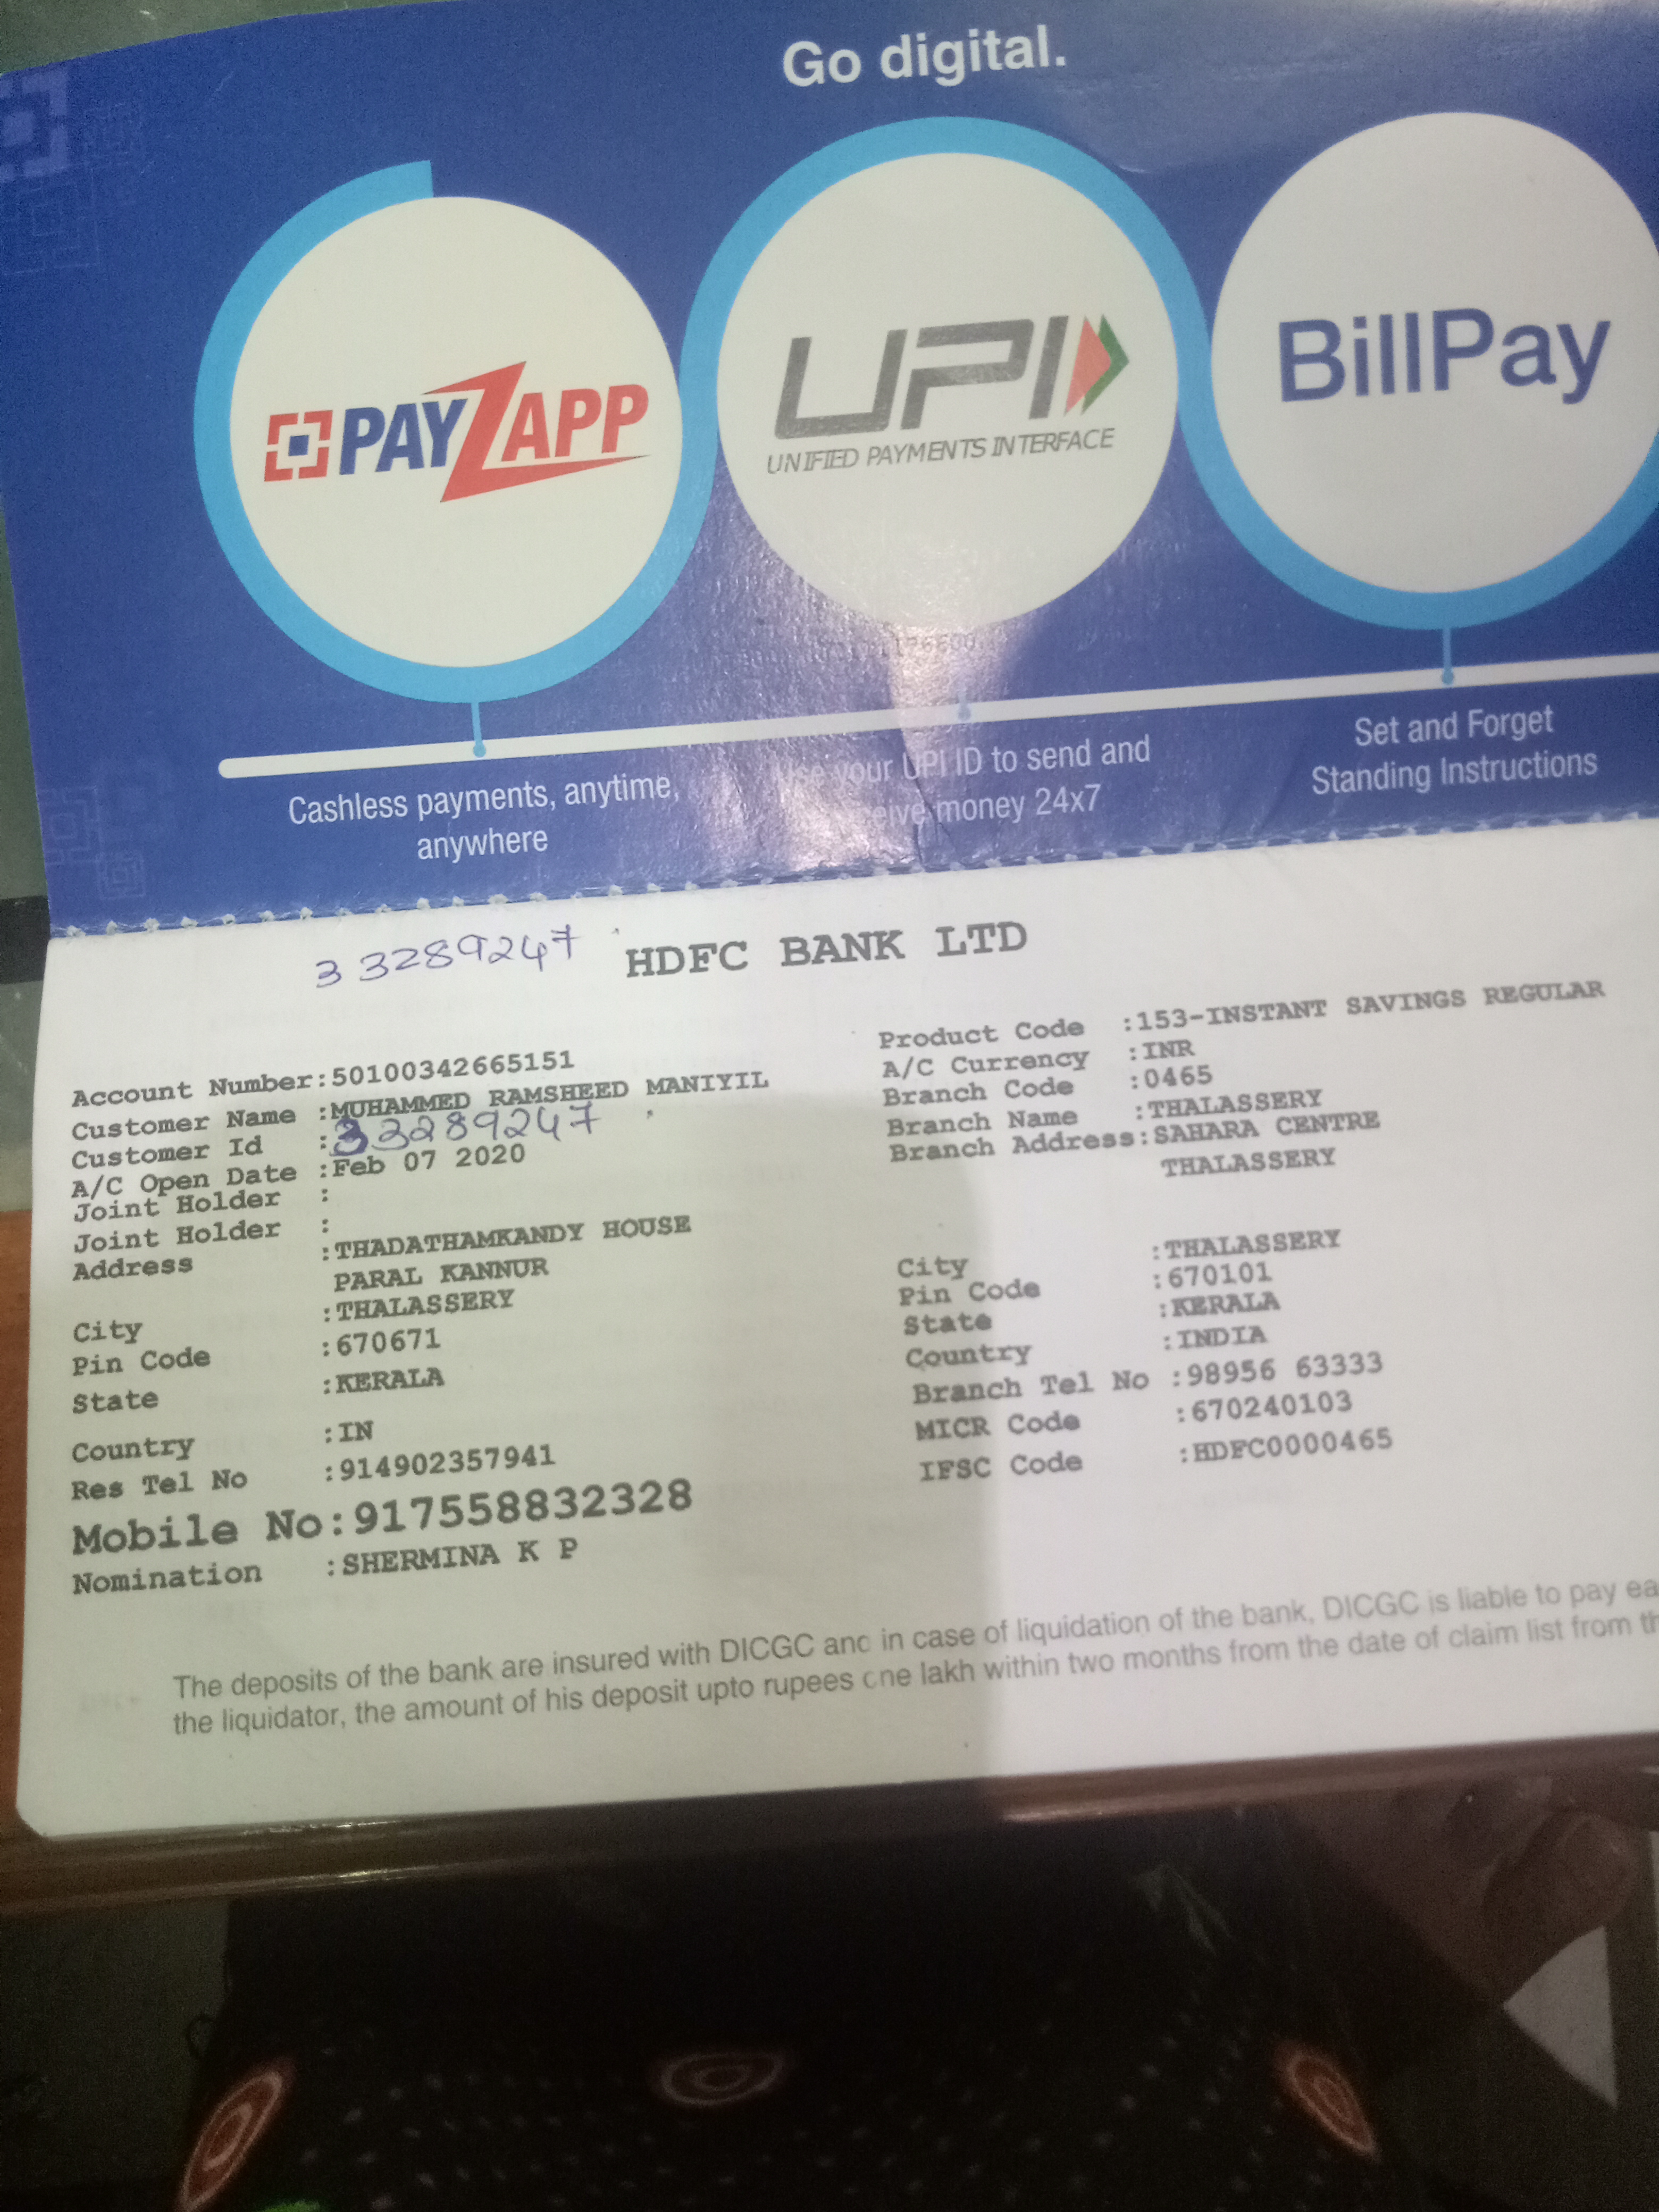 Go digital.
PAYZAPP
UPI
UNIFIED PAYMENTS INTERFACE
BillPay
Cashless payments, anytime,
anywhere
your UPI ID to send and
money 24x7
Set and Forget
Standing Instructions
33289247
HDFC BANK LTD
Account Number:50100342665151
Customer Name :MUHAMMED RAMSHEED MANIYIL
Customer Id :33289247
A/C Open Date :Feb 07 2020
Joint Holder :
Joint Holder :
Address :THADATHAMKANDY HOUSE
PARAL KANNUR
City :THALASSERY
Pin Code :670671
State :KERALA
Country :IN
Res Tel No :914902357941
Mobile No:917558832328
Nomination :SHERMINA K P
Product Code :153-INSTANT SAVINGS REGULAR
A/C Currency :INR
Branch Code :0465
Branch Name :THALASSERY
Branch Address:SAHARA CENTRE
THALASSERY
City :THALASSERY
Pin Code :670101
State :KERALA
Country :INDIA
Branch Tel No :98956 63333
MICR Code :670240103
IFSC Code :HDFC0000465
The deposits of the bank are insured with DICGC and in case of liquidation of the bank, DICGC is liable to pay ea
the liquidator, the amount of his deposit upto rupees one lakh within two months from the date of claim list from th